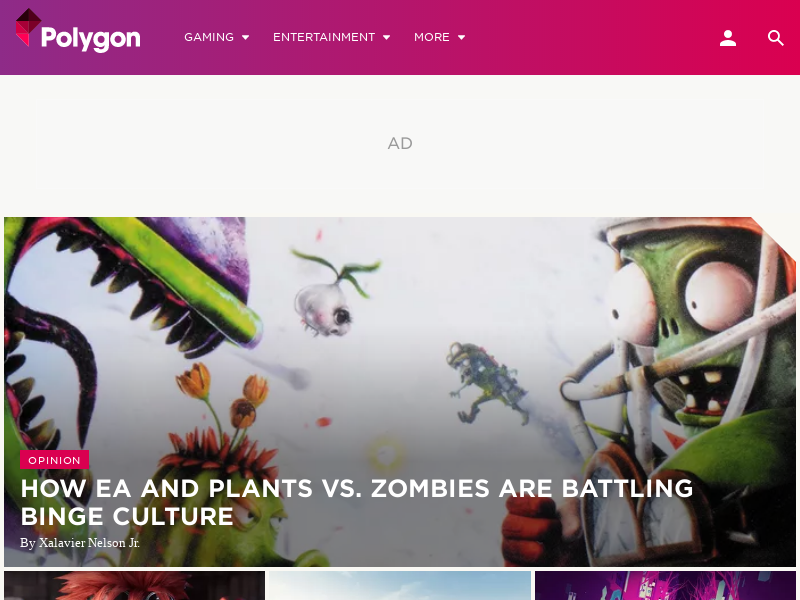 Polygon
GAMING
ENTERTAINMENT
MORE
AD
OPINION
HOW EA AND PLANTS VS. ZOMBIES ARE BATTLING
BINGE CULTURE
By Xalavier Nelson Jr.